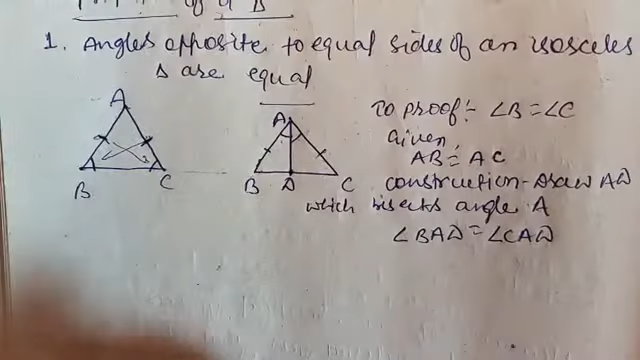 of a Δ
1. Angles opposite to equal sides of an isosceles
Δ are equal
A
B
C
A
B
D
C
To proof:- ∠B = ∠C
Given,
AB = AC
construction - Draw AD
which bisects angle A
∠BAD = ∠CAD